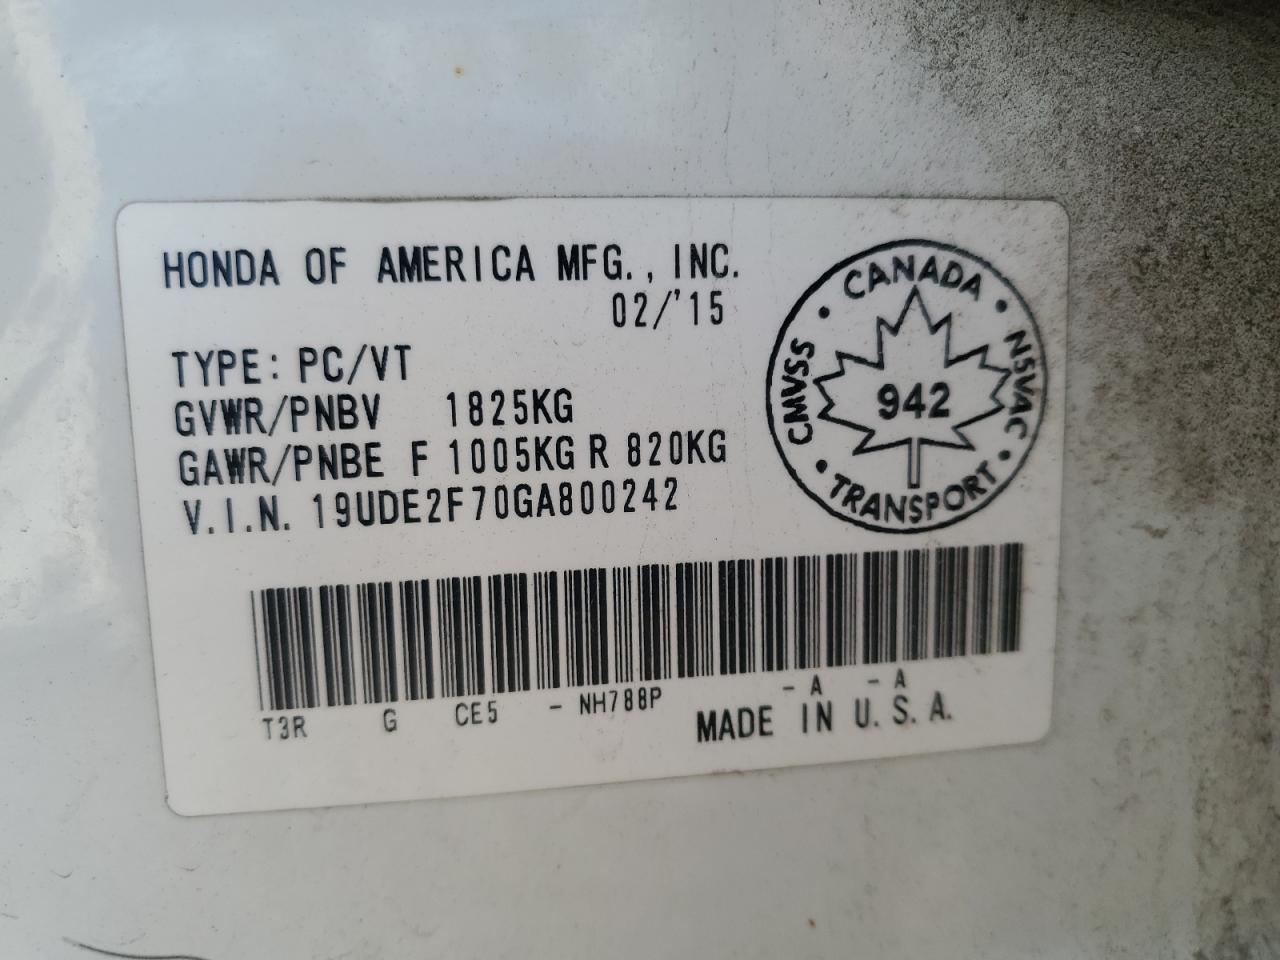 HONDA OF AMERICA MFG., INC.
02/'15
TYPE: PC/VT
GVWR/PNBV 1825KG
GAWR/PNBE F 1005KG R 820KG
V.I.N. 19UDE2F70GA800242
CANADA
CMVSS
NSVAC
942
TRANSPORT
T3R G CE5 - NH788P - A - A
MADE IN U.S.A.